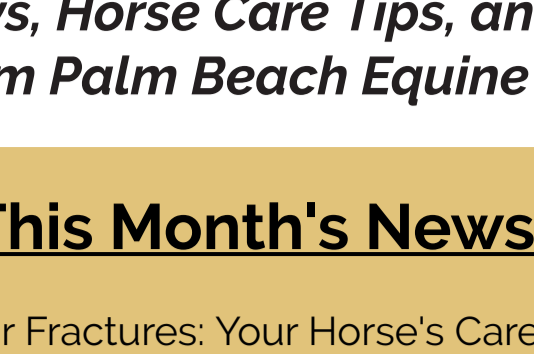 Horse Care Tips, an
Palm Beach Equine
This Month's News
Fractures: Your Horse's Care